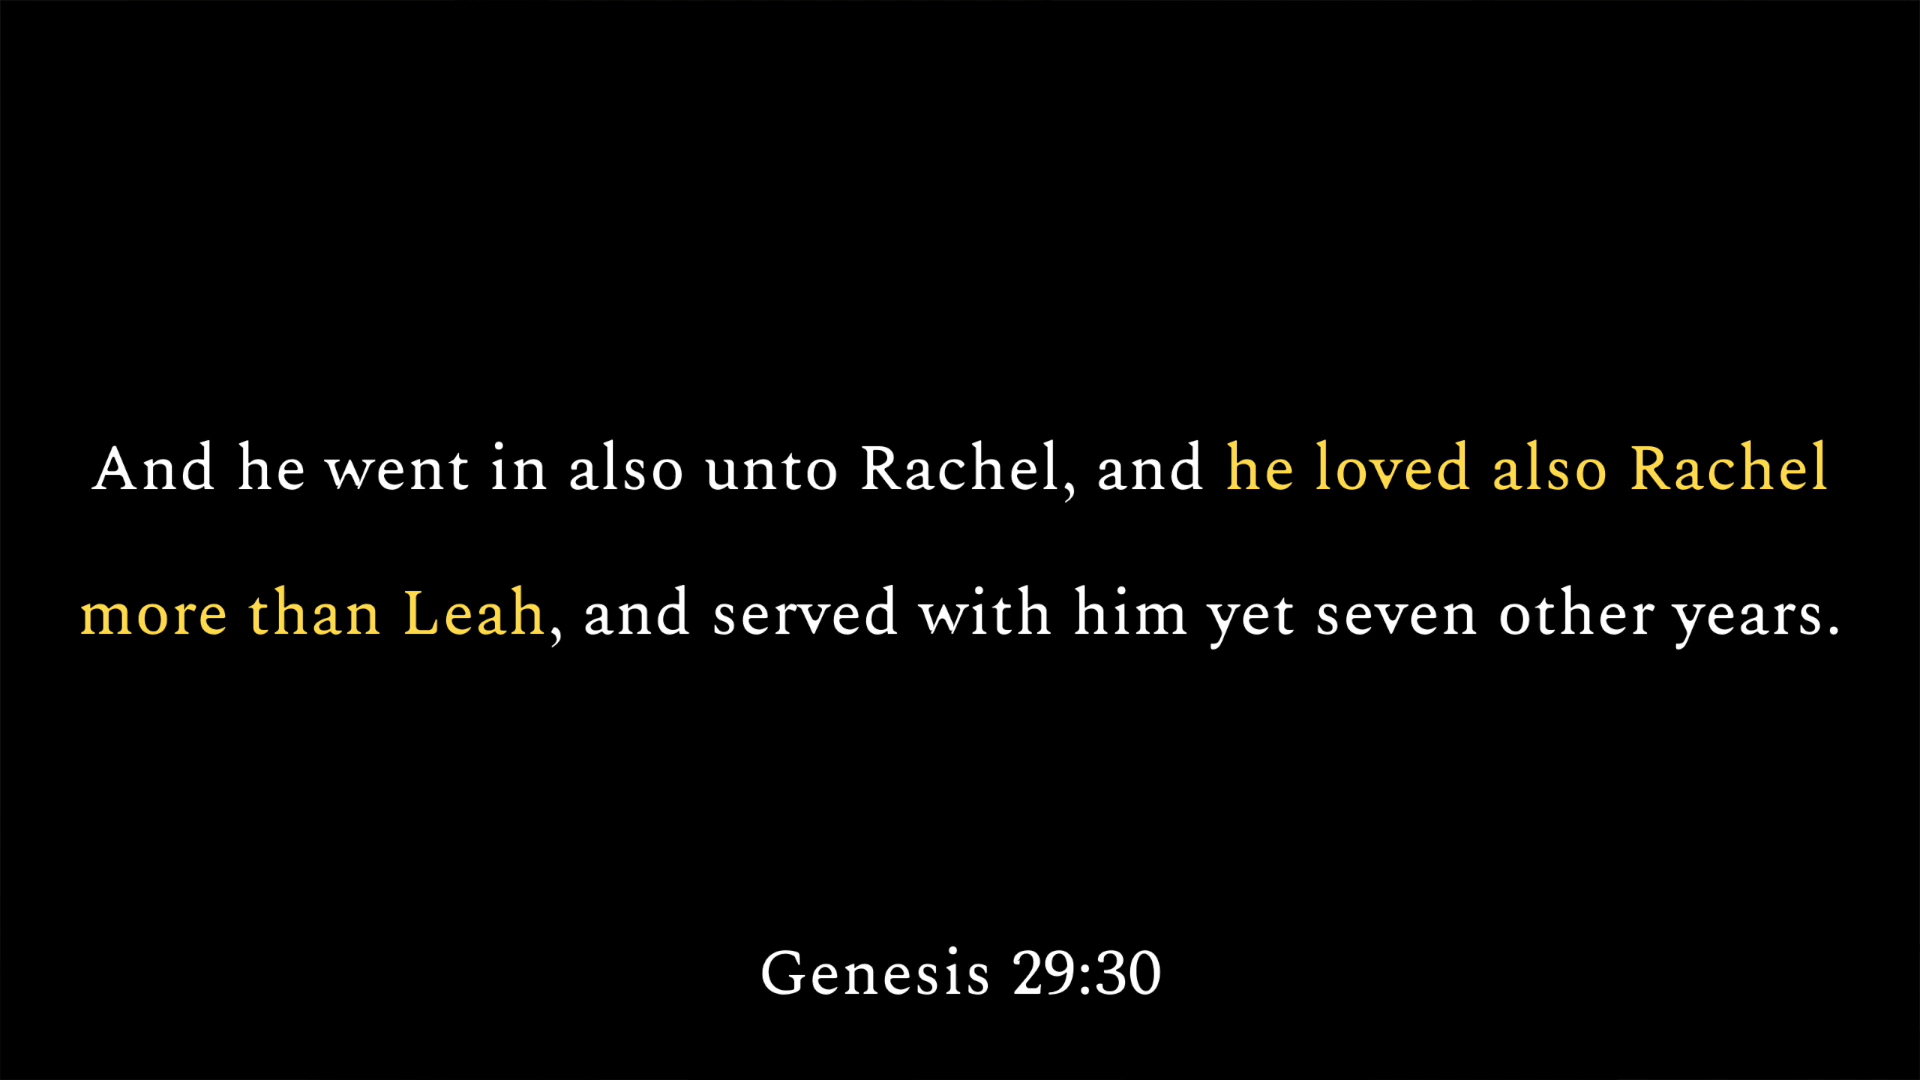 And he went in also unto Rachel, and he loved also Rachel
more than Leah, and served with him yet seven other years.
Genesis 29:30